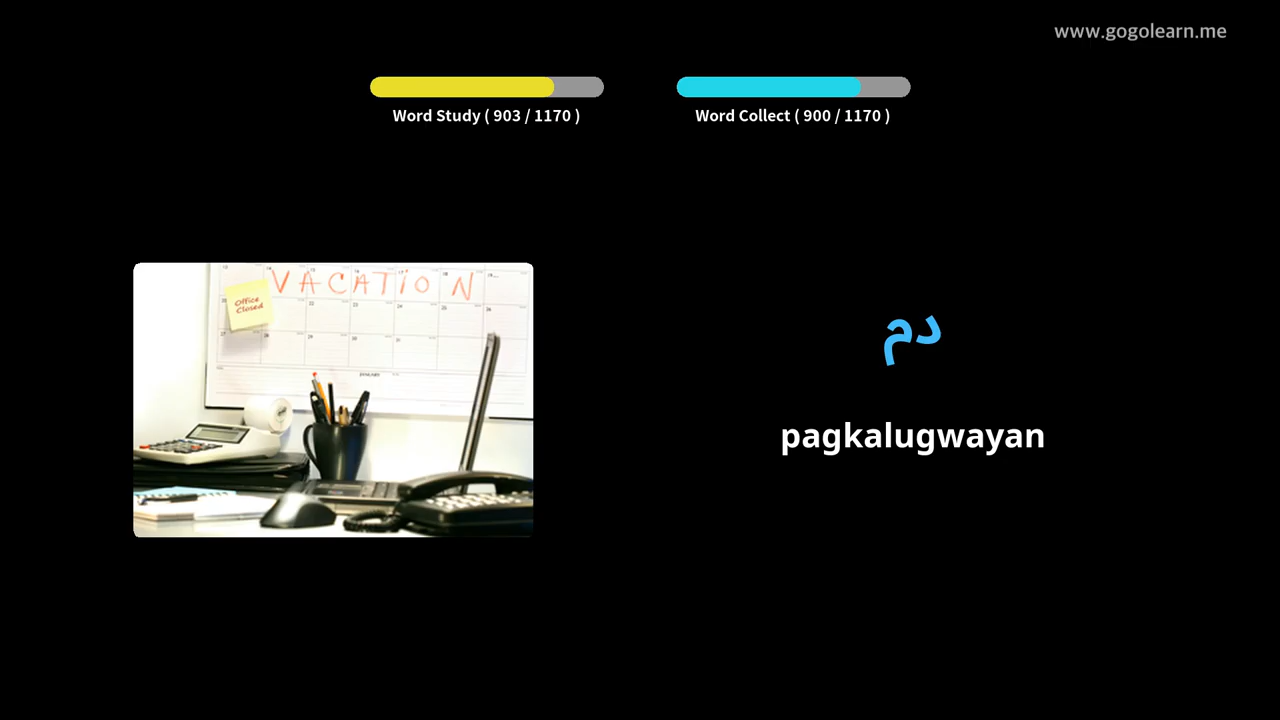 www.gogolearn.me
Word Study ( 903 / 1170 )
Word Collect ( 900 / 1170 )
VACATION
Office
Closed
دم
pagkalugwayan